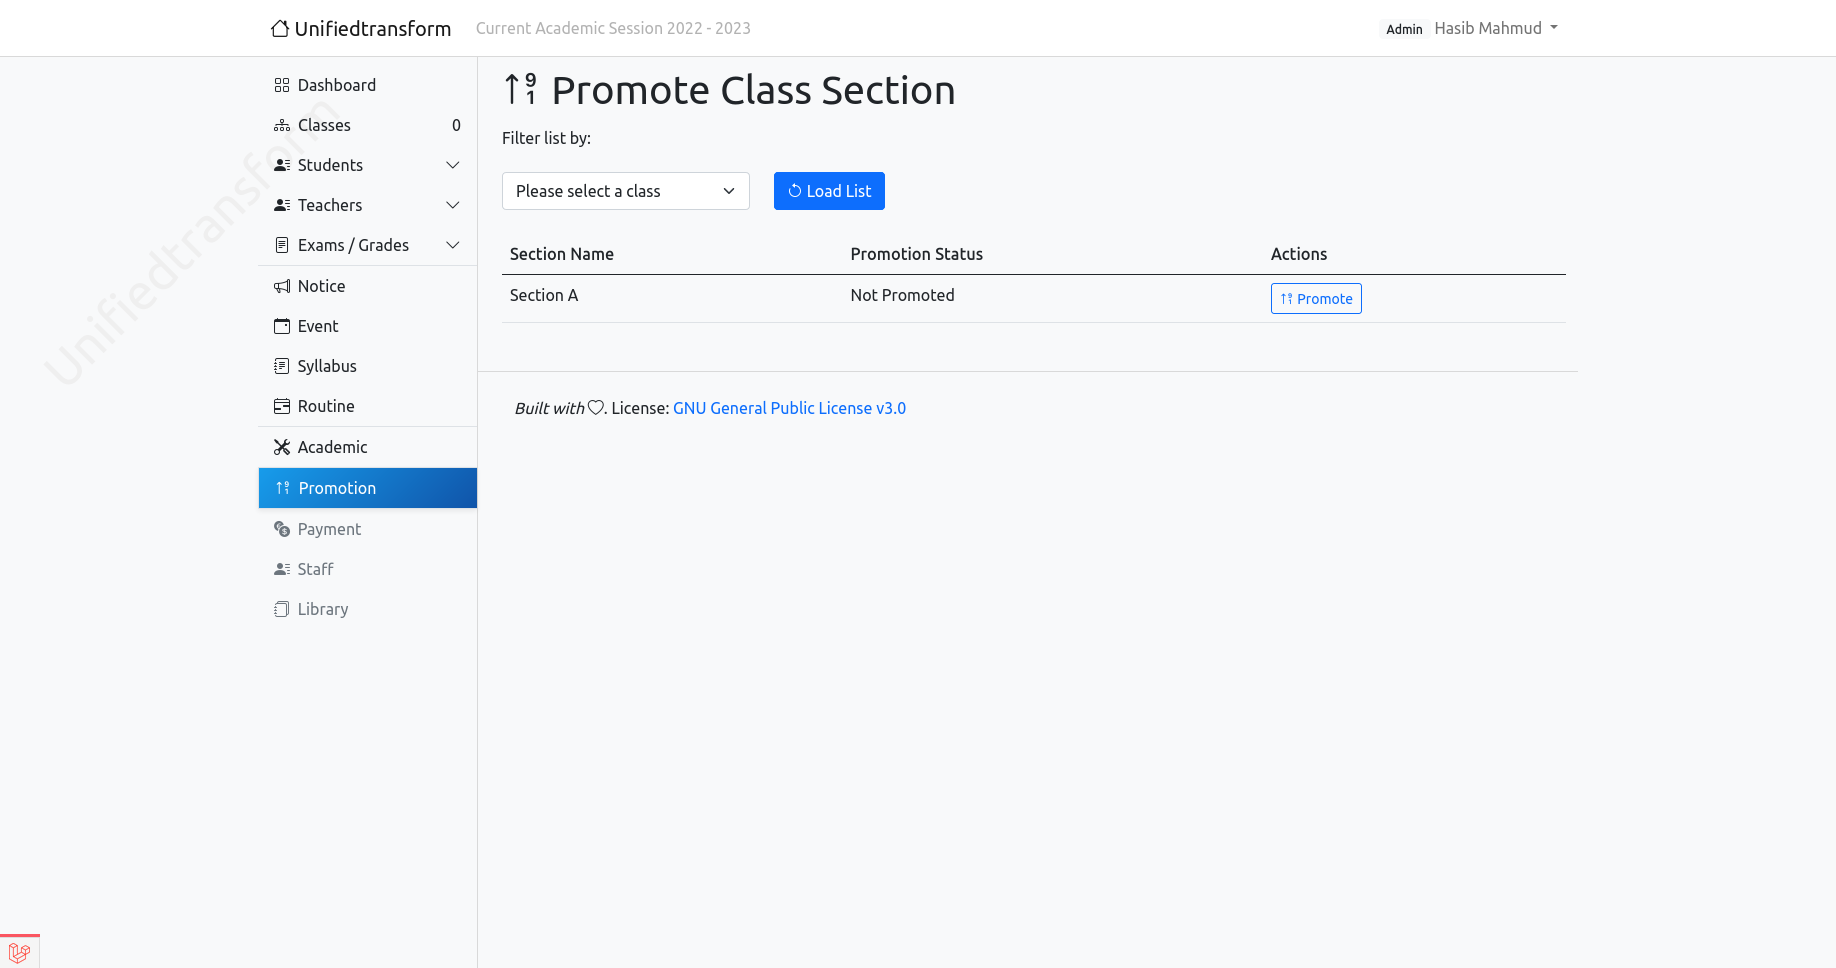 Unifiedtransform
Current Academic Session 2022 - 2023
Admin Hasib Mahmud
Dashboard
Classes 0
Students
Teachers
Exams / Grades
Notice
Event
Syllabus
Routine
Academic
Promotion
Payment
Staff
Library
Unifiedtransform
Promote Class Section
Filter list by:
Please select a class
Load List
Section Name Promotion Status Actions
Section A Not Promoted Promote
Built with ♡. License: GNU General Public License v3.0